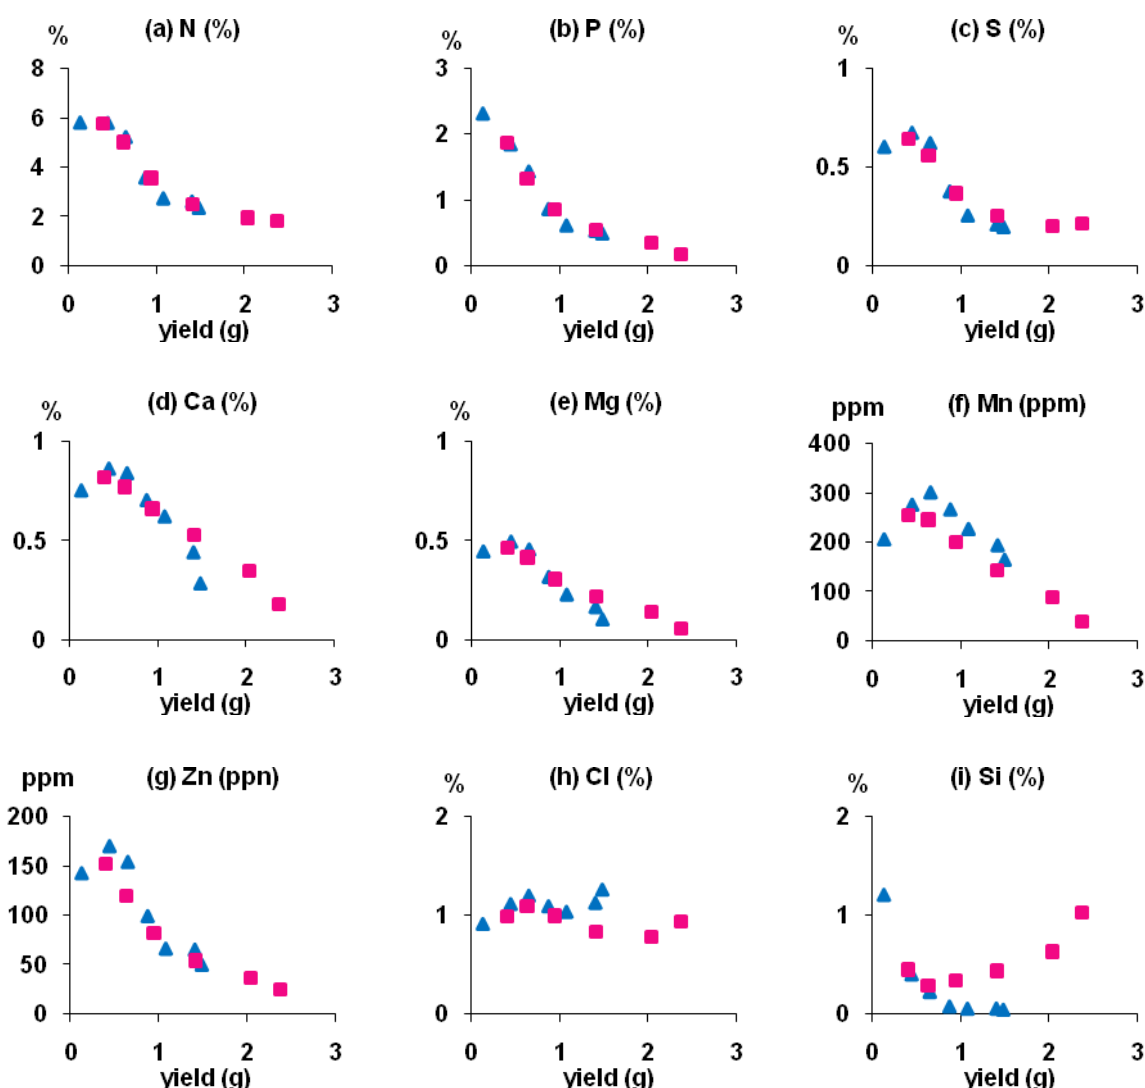 (a) N (%)
%
8
6
4
2
0
0 1 2 3
yield (g)
(b) P (%)
%
3
2
1
0
0 1 2 3
yield (g)
(c) S (%)
%
1
0.5
0
0 1 2 3
yield (g)
(d) Ca (%)
%
1
0.5
0
0 1 2 3
yield (g)
(e) Mg (%)
%
1
0.5
0
0 1 2 3
yield (g)
ppm (f) Mn (ppm)
400
300
200
100
0
0 1 2 3
yield (g)
ppm (g) Zn (ppn)
200
150
100
50
0
0 1 2 3
yield (g)
(h) Cl (%)
%
2
1
0
0 1 2 3
yield (g)
(i) Si (%)
%
2
1
0
0 1 2 3
yield (g)